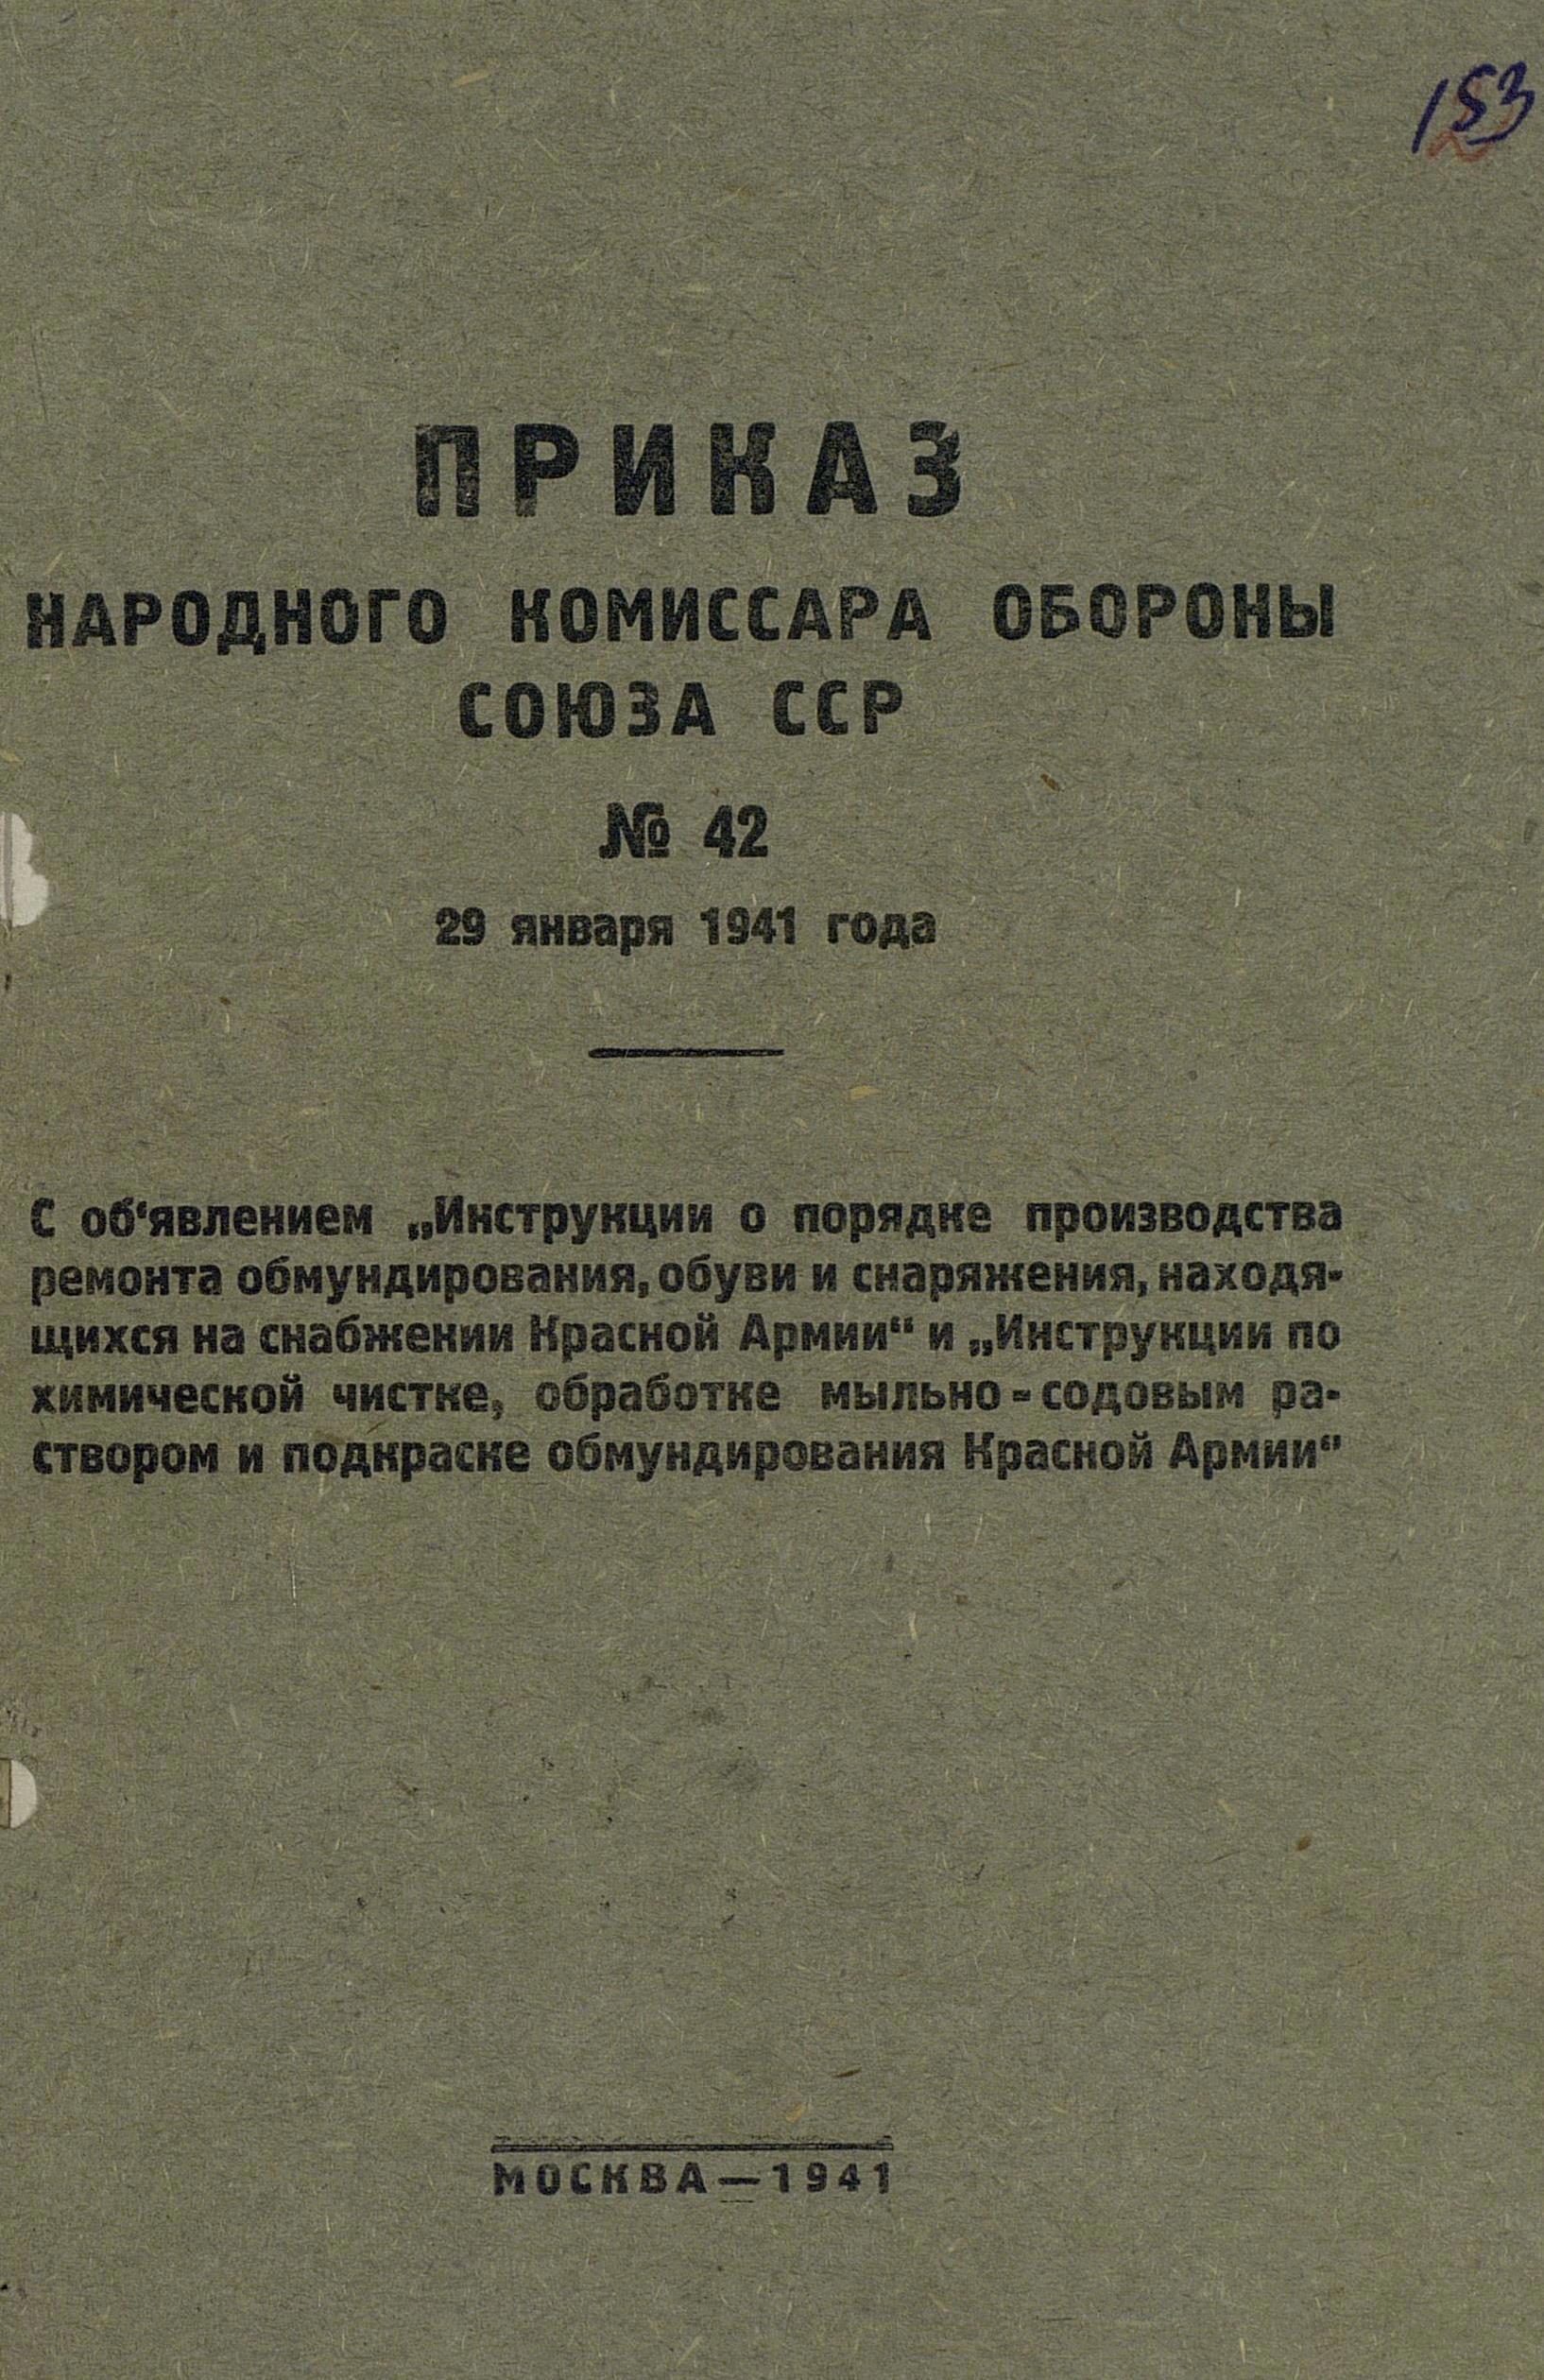 153
ПРИКАЗ
НАРОДНОГО КОМИССАРА ОБОРОНЫ
СОЮЗА ССР
№ 42
29 января 1941 года
С об‘явлением „Инструкции о порядке производства
ремонта обмундирования, обуви и снаряжения, находя-
щихся на снабжении Красной Армии“ и „Инструкции по
химической чистке, обработке мыльно-содовым ра-
створом и подкраске обмундирования Красной Армии“
МОСКВА—1941